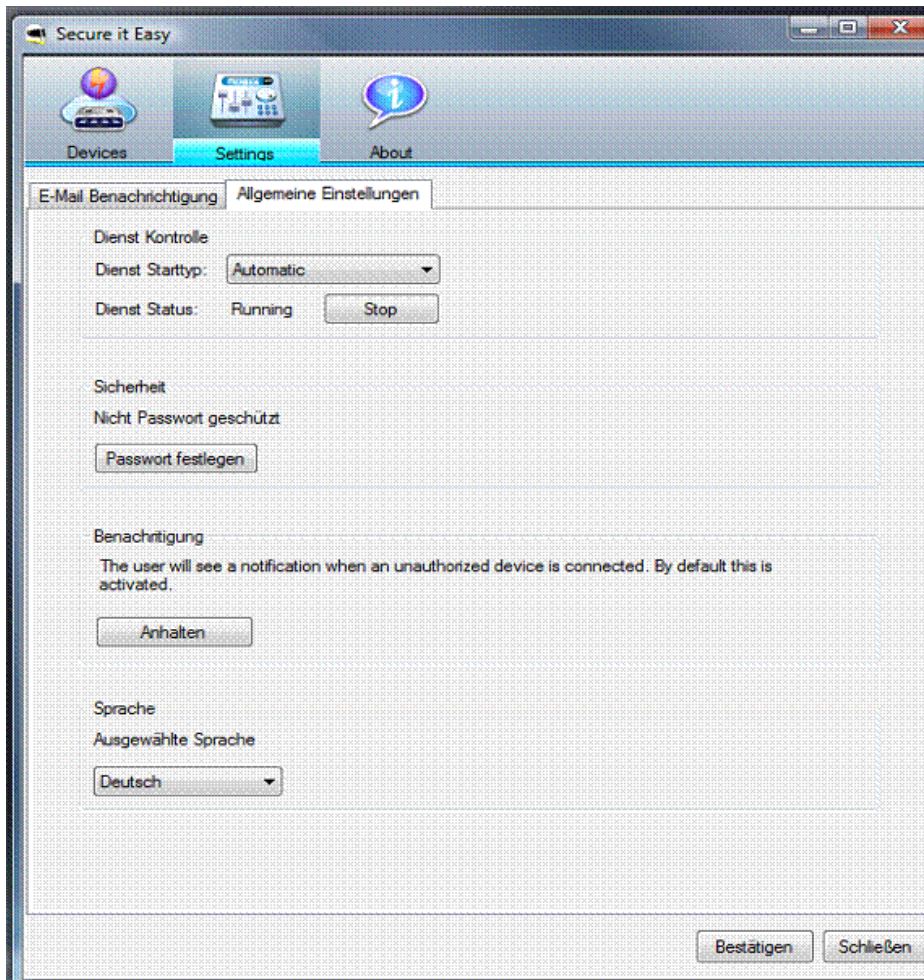 Secure it Easy
Devices Settings About
E-Mail Benachrichtigung Allgemeine Einstellungen
Dienst Kontrolle
Dienst Starttyp: Automatic
Dienst Status: Running Stop
Sicherheit
Nicht Passwort geschützt
Passwort festlegen
Benachritigung
The user will see a notification when an unauthorized device is connected. By default this is
activated.
Anhalten
Sprache
Ausgewählte Sprache
Deutsch
Bestätigen Schließen